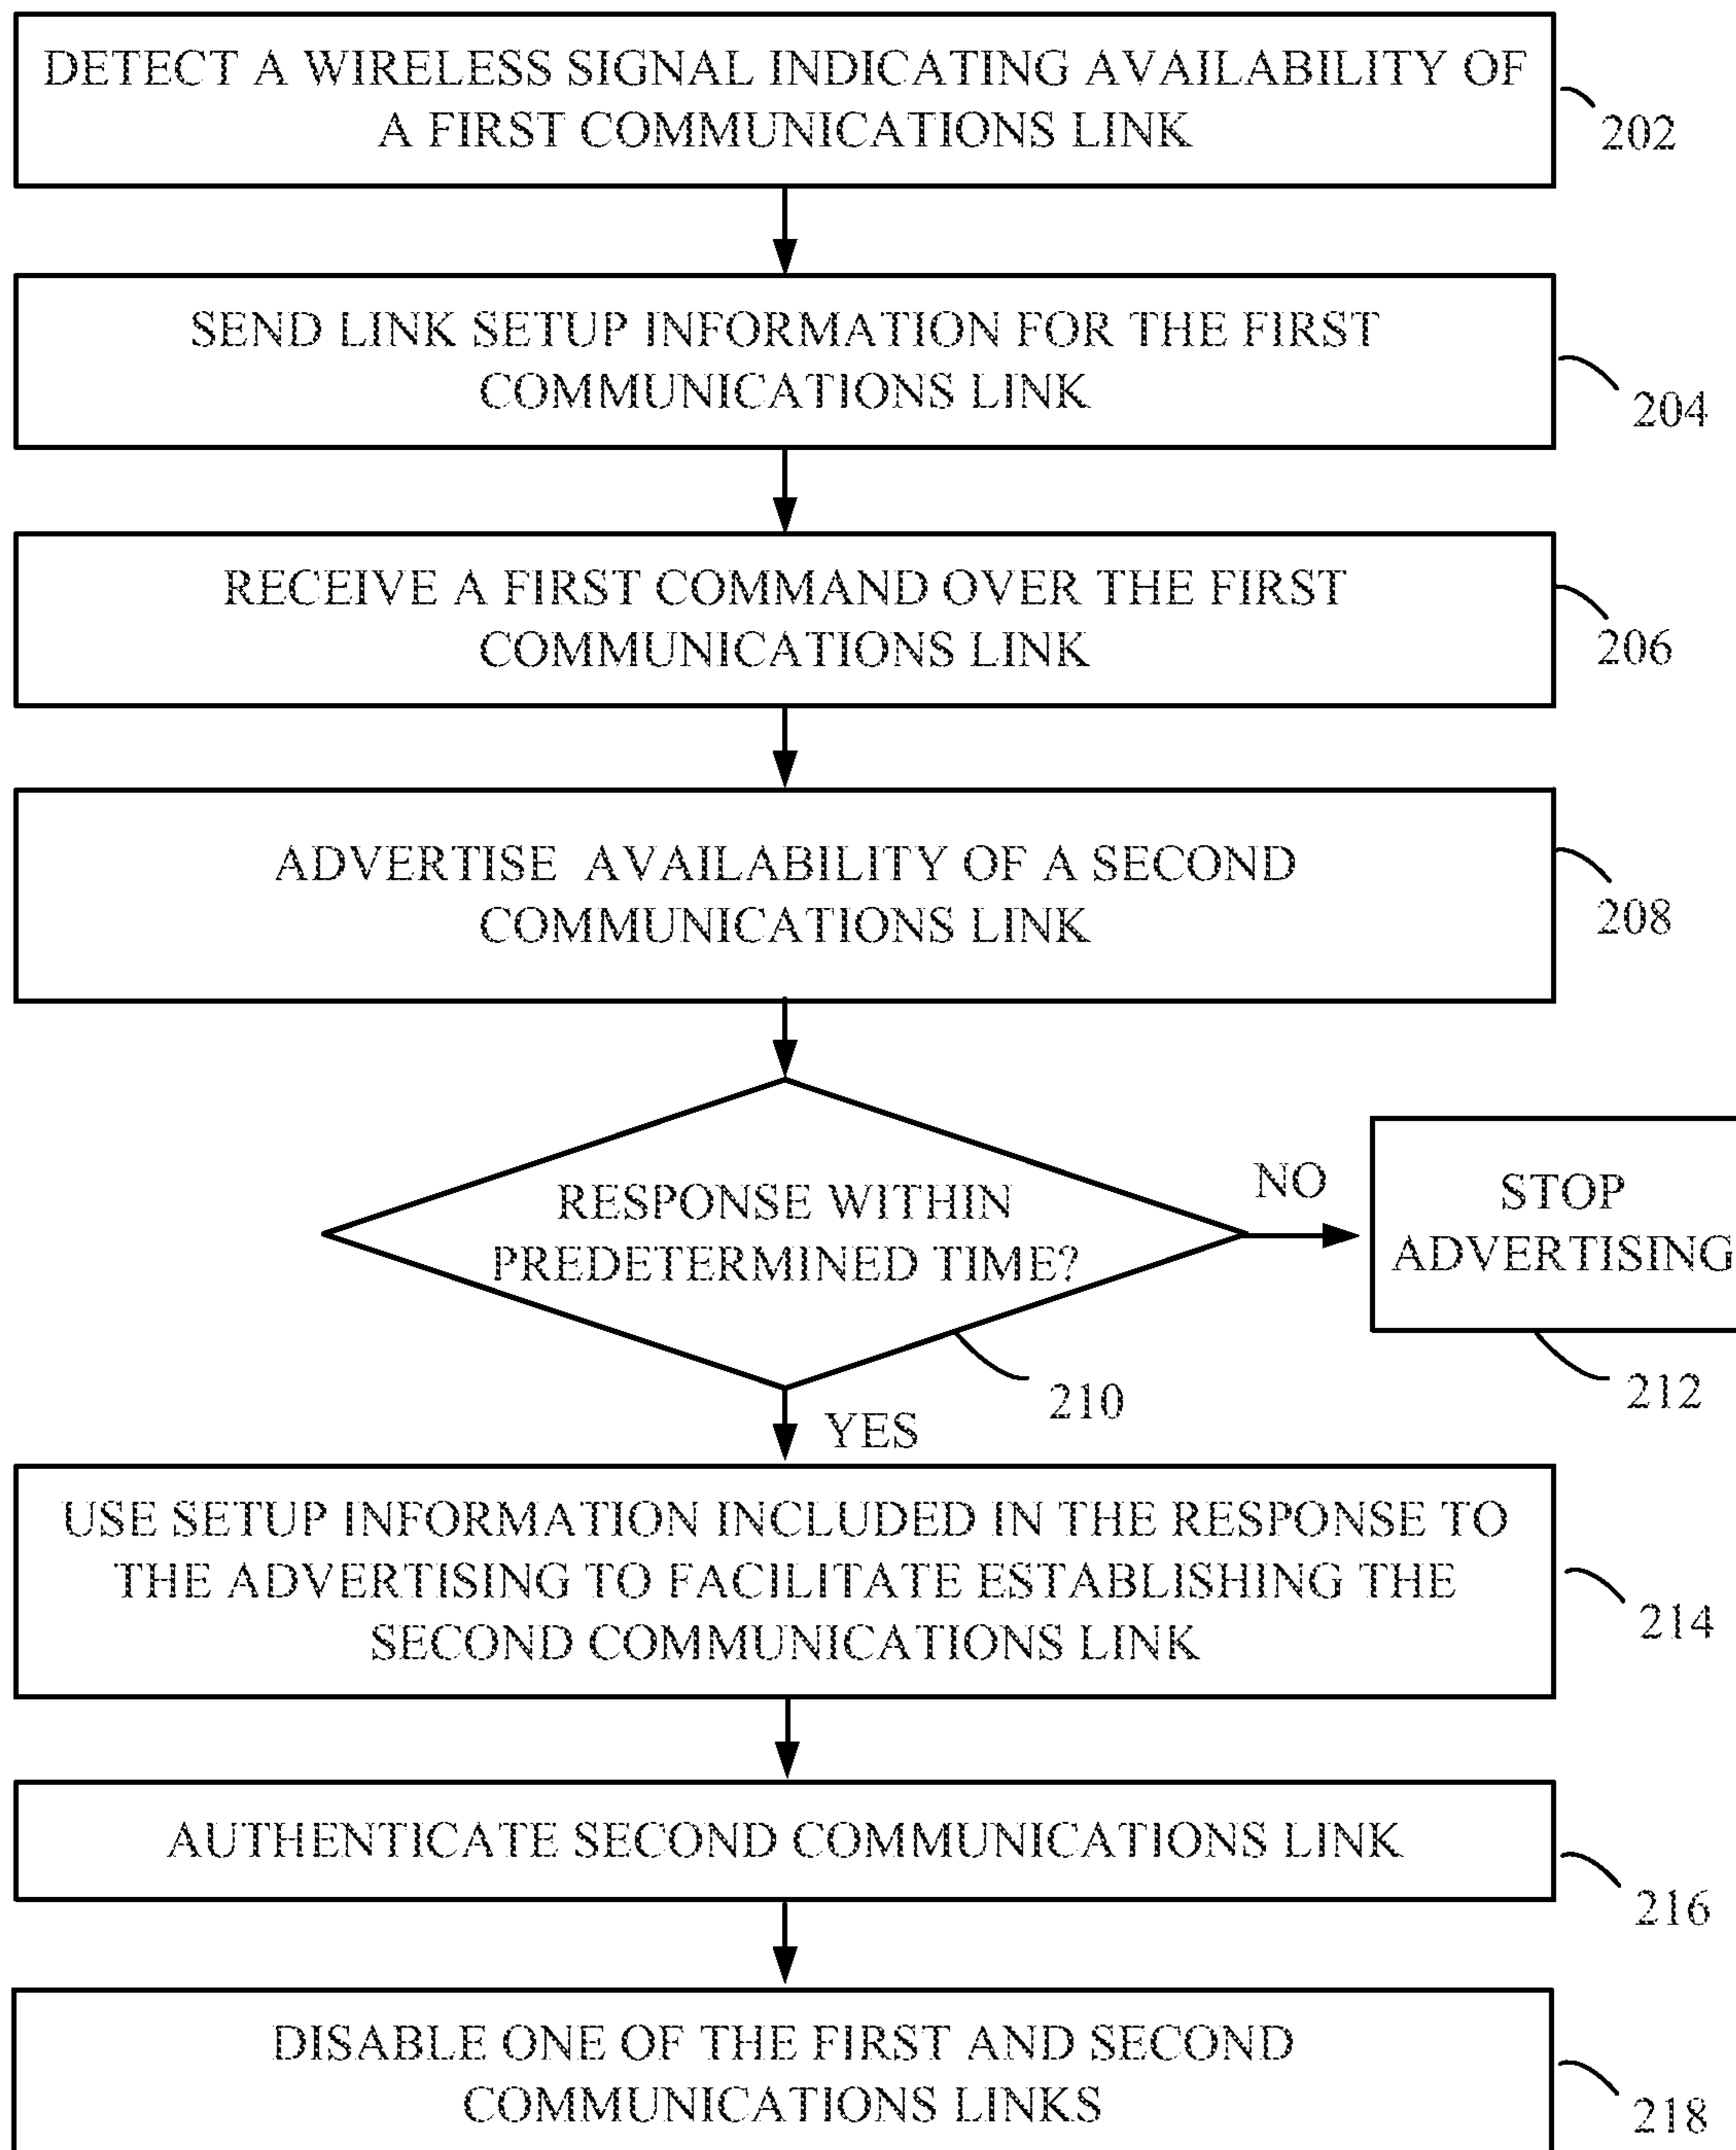 DETECT A WIRELESS SIGNAL INDICATING AVAILABILITY OF
A FIRST COMMUNICATIONS LINK
202
SEND LINK SETUP INFORMATION FOR THE FIRST
COMMUNICATIONS LINK
204
RECEIVE A FIRST COMMAND OVER THE FIRST
COMMUNICATIONS LINK
206
ADVERTISE AVAILABILITY OF A SECOND
COMMUNICATIONS LINK
208
RESPONSE WITHIN
PREDETERMINED TIME?
210
NO
STOP
ADVERTISING
212
YES
USE SETUP INFORMATION INCLUDED IN THE RESPONSE TO
THE ADVERTISING TO FACILITATE ESTABLISHING THE
SECOND COMMUNICATIONS LINK
214
AUTHENTICATE SECOND COMMUNICATIONS LINK
216
DISABLE ONE OF THE FIRST AND SECOND
COMMUNICATIONS LINKS
218